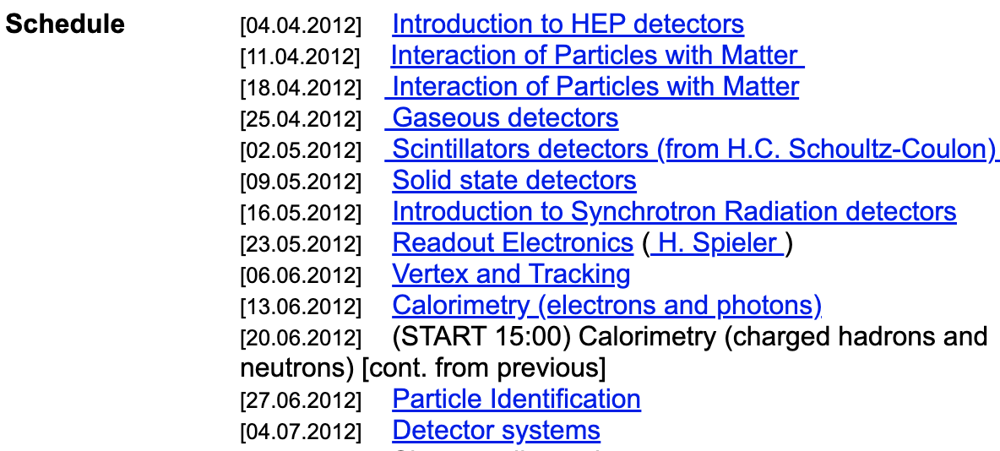 Schedule [04.04.2012] Introduction to HEP detectors
[11.04.2012] Interaction of Particles with Matter
[18.04.2012] Interaction of Particles with Matter
[25.04.2012] Gaseous detectors
[02.05.2012] Scintillators detectors (from H.C. Schoultz-Coulon)
[09.05.2012] Solid state detectors
[16.05.2012] Introduction to Synchrotron Radiation detectors
[23.05.2012] Readout Electronics ( H. Spieler )
[06.06.2012] Vertex and Tracking
[13.06.2012] Calorimetry (electrons and photons)
[20.06.2012] (START 15:00) Calorimetry (charged hadrons and
neutrons) [cont. from previous]
[27.06.2012] Particle Identification
[04.07.2012] Detector systems